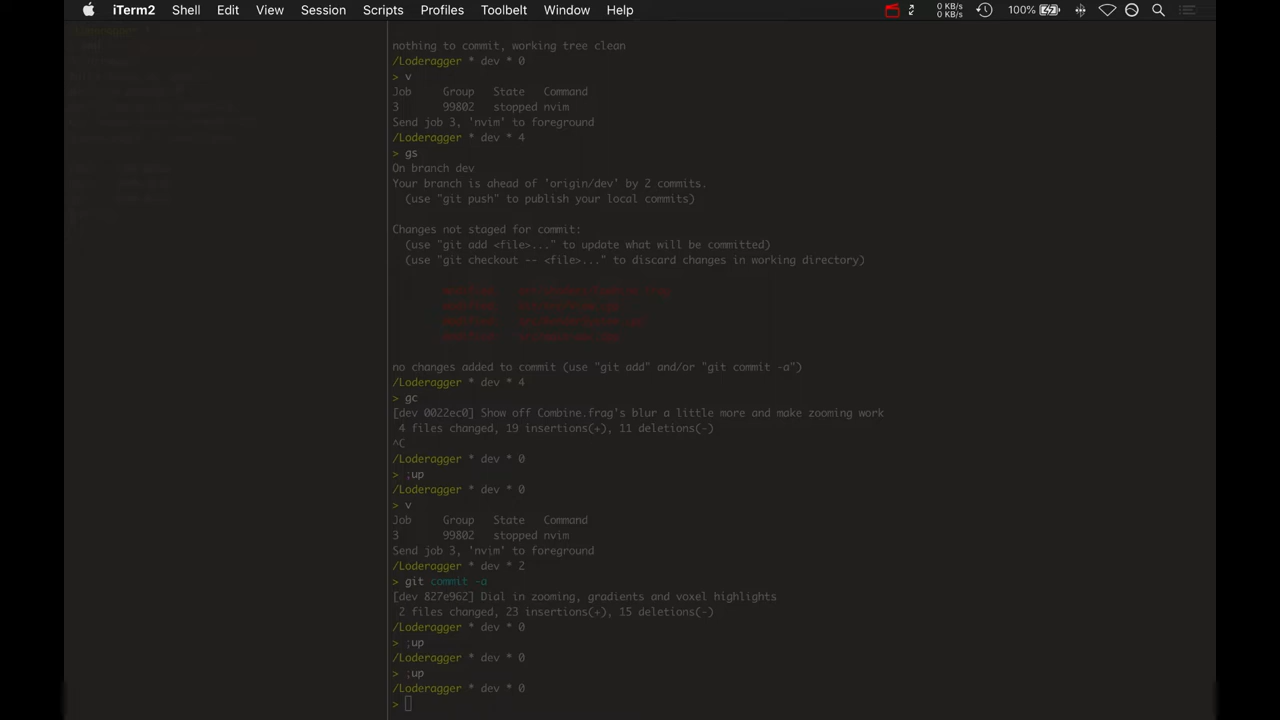 iTerm2 Shell Edit View Session Scripts Profiles Toolbelt Window Help 0 KB/s 0 KB/s 100%
nothing to commit, working tree clean
/Loderagger * dev * 0
> v
Job Group State Command
3 99802 stopped nvim
Send job 3, 'nvim' to foreground
/Loderagger * dev * 4
> gs
On branch dev
Your branch is ahead of 'origin/dev' by 2 commits.
(use "git push" to publish your local commits)
Changes not staged for commit:
(use "git add <file>..." to update what will be committed)
(use "git checkout -- <file>..." to discard changes in working directory)
no changes added to commit (use "git add" and/or "git commit -a")
/Loderagger * dev * 4
> gc
[dev 0022ec0] Show off Combine.frag's blur a little more and make zooming work
4 files changed, 19 insertions(+), 11 deletions(-)
^C
/Loderagger * dev * 0
> ;up
/Loderagger * dev * 0
> v
Job Group State Command
3 99802 stopped nvim
Send job 3, 'nvim' to foreground
/Loderagger * dev * 2
> git commit -a
[dev 827e962] Dial in zooming, gradients and voxel highlights
2 files changed, 23 insertions(+), 15 deletions(-)
/Loderagger * dev * 0
> ;up
/Loderagger * dev * 0
> ;up
/Loderagger * dev * 0
>